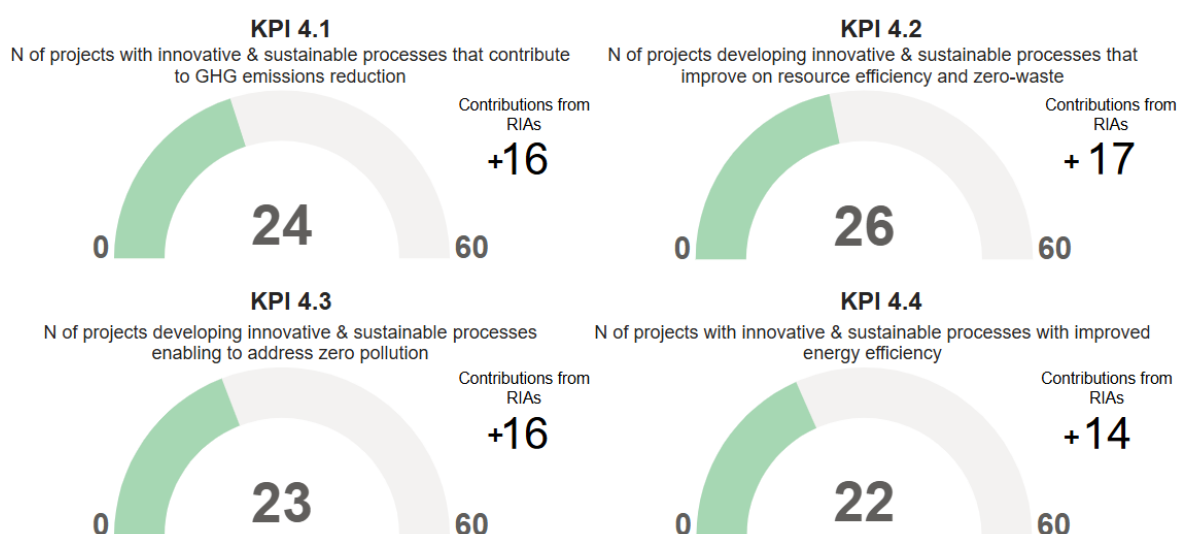 KPI 4.1
N of projects with innovative & sustainable processes that contribute
to GHG emissions reduction
Contributions from
RIAs
+16
24
0
60
KPI 4.2
N of projects developing innovative & sustainable processes that
improve on resource efficiency and zero-waste
Contributions from
RIAs
+ 17
26
0
60
KPI 4.3
N of projects developing innovative & sustainable processes
enabling to address zero pollution
Contributions from
RIAs
+16
23
0
60
KPI 4.4
N of projects with innovative & sustainable processes with improved
energy efficiency
Contributions from
RIAs
+14
22
0
60